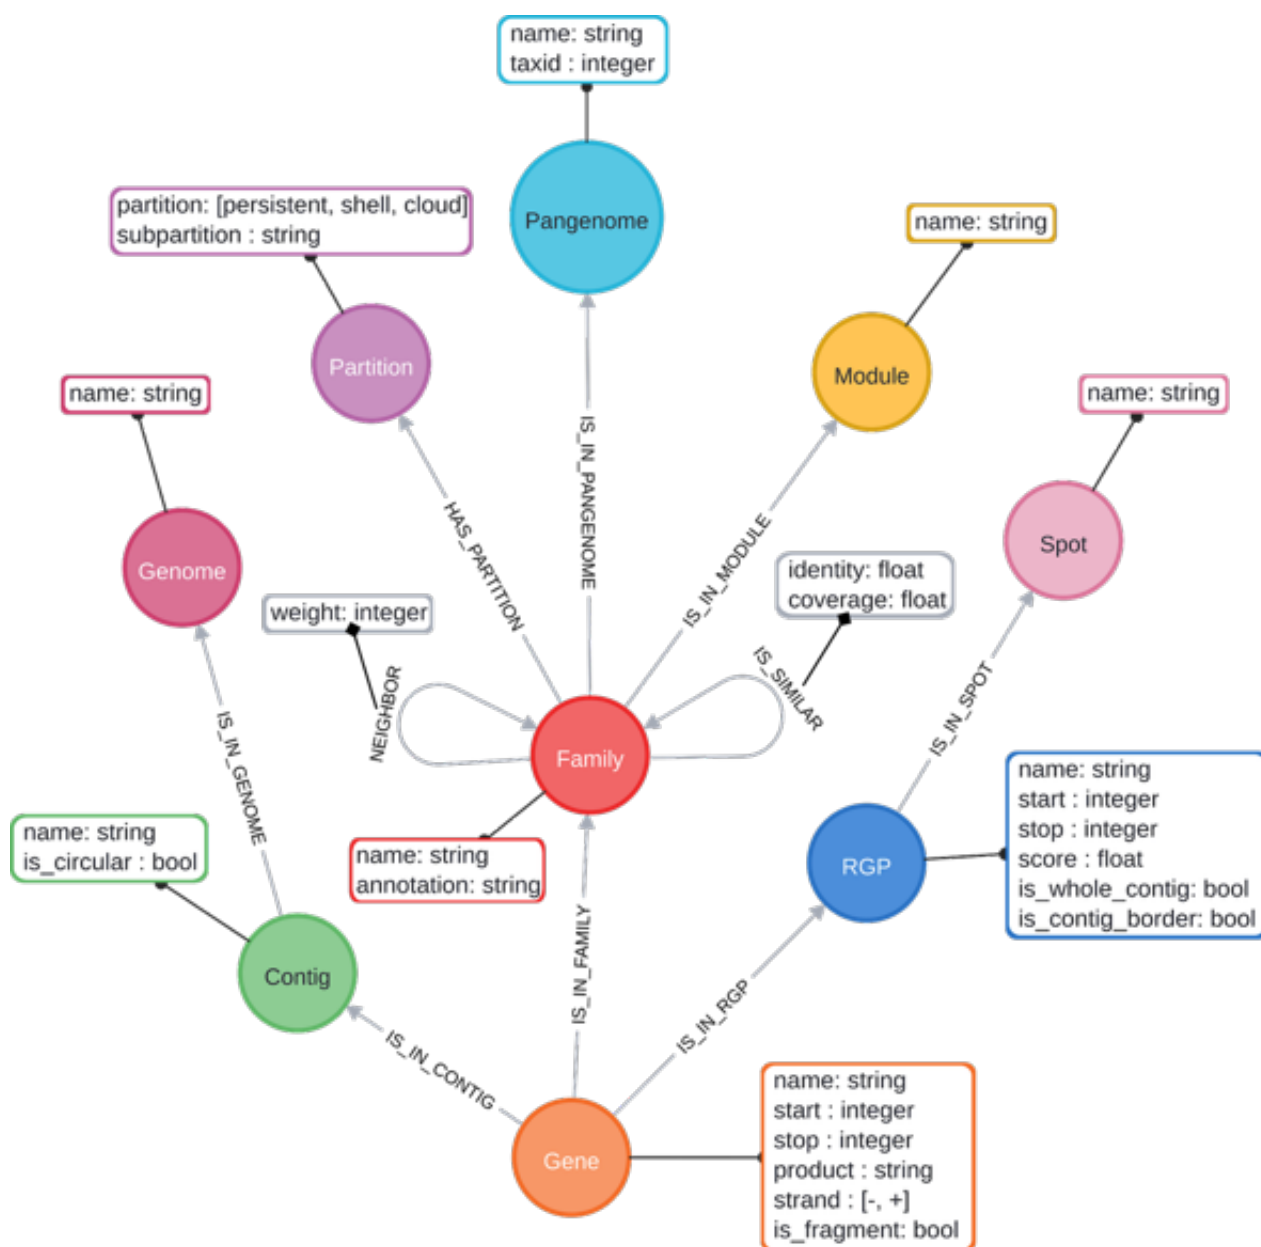 name: string
taxid : integer
Pangenome
partition: [persistent, shell, cloud]
subpartition : string
Partition
name: string
Module
name: string
Genome
name: string
Spot
HAS_PARTITION
IS_IN_PANGENOME
IS_IN_MODULE
weight: integer
NEIGHBOR
identity: float
coverage: float
IS_SIMILAR
Family
name: string
annotation: string
IS_IN_GENOME
IS_IN_SPOT
name: string
is_circular : bool
Contig
name: string
start : integer
stop : integer
score : float
is_whole_contig: bool
is_contig_border: bool
RGP
IS_IN_FAMILY
IS_IN_RGP
IS_IN_CONTIG
Gene
name: string
start : integer
stop : integer
product : string
strand : [-, +]
is_fragment: bool